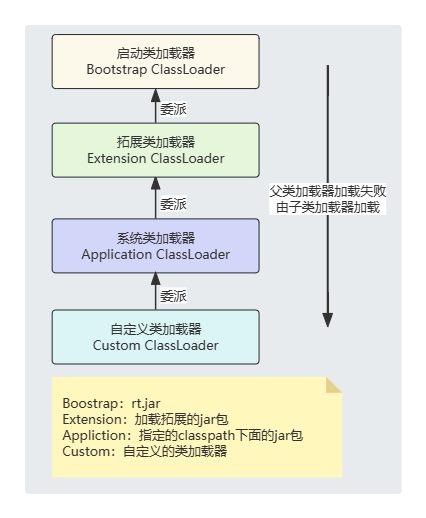 启动类加载器
Bootstrap ClassLoader
委派
拓展类加载器
Extension ClassLoader
委派
父类加载器加载失败
由子类加载器加载
系统类加载器
Application ClassLoader
委派
自定义类加载器
Custom ClassLoader
Boostrap：rt.jar
Extension：加载拓展的jar包
Appliction：指定的classpath下面的jar包
Custom：自定义的类加载器